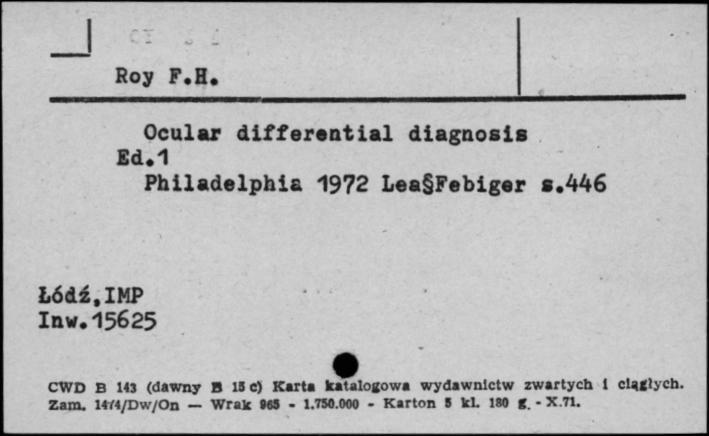 Roy F.H.
Ocular differential diagnosis
Ed.1
Philadelphia 1972 Lea§Febiger s.446
Łódź,IMP
Inw.15625
CWD B 143 (dawny B 15 c) Karta katalogowa wydawnictw zwartych i ciągłych.
Zam. 1474/Dw/On — Wrak 965 - 1.750.000 - Karton 5 kl. 180 g. - X.71.